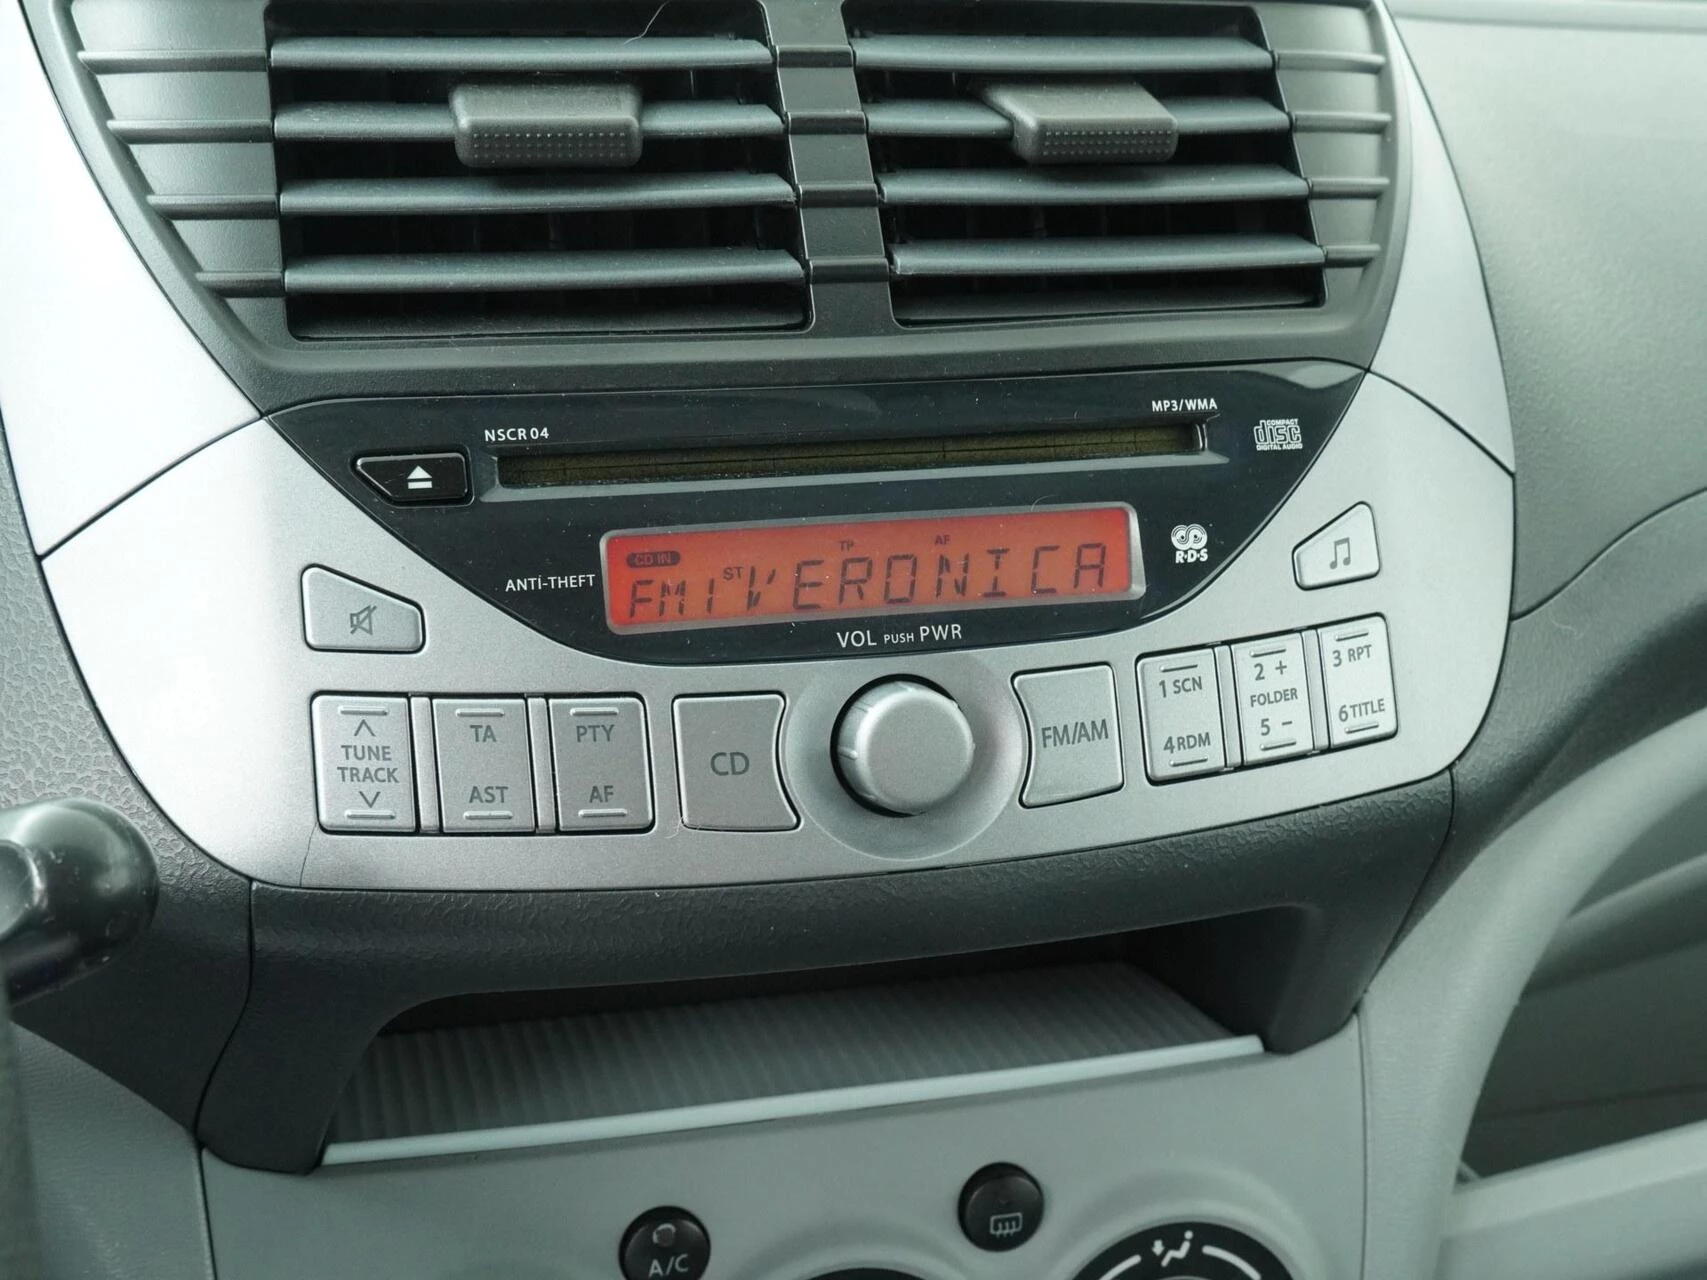 MP3/WMA
NSCR04
COMPACT
disc
DIGITAL AUDIO
CD IN TP AF
FM1 ST VERONICA
R·D·S
ANTİ-THEFT
VOL PUSH PWR
TUNE
TRACK
TA
AST
PTY
AF
CD
FM/AM
1 SCN
4 RDM
2 +
FOLDER
5 -
3 RPT
6 TITLE
A/C